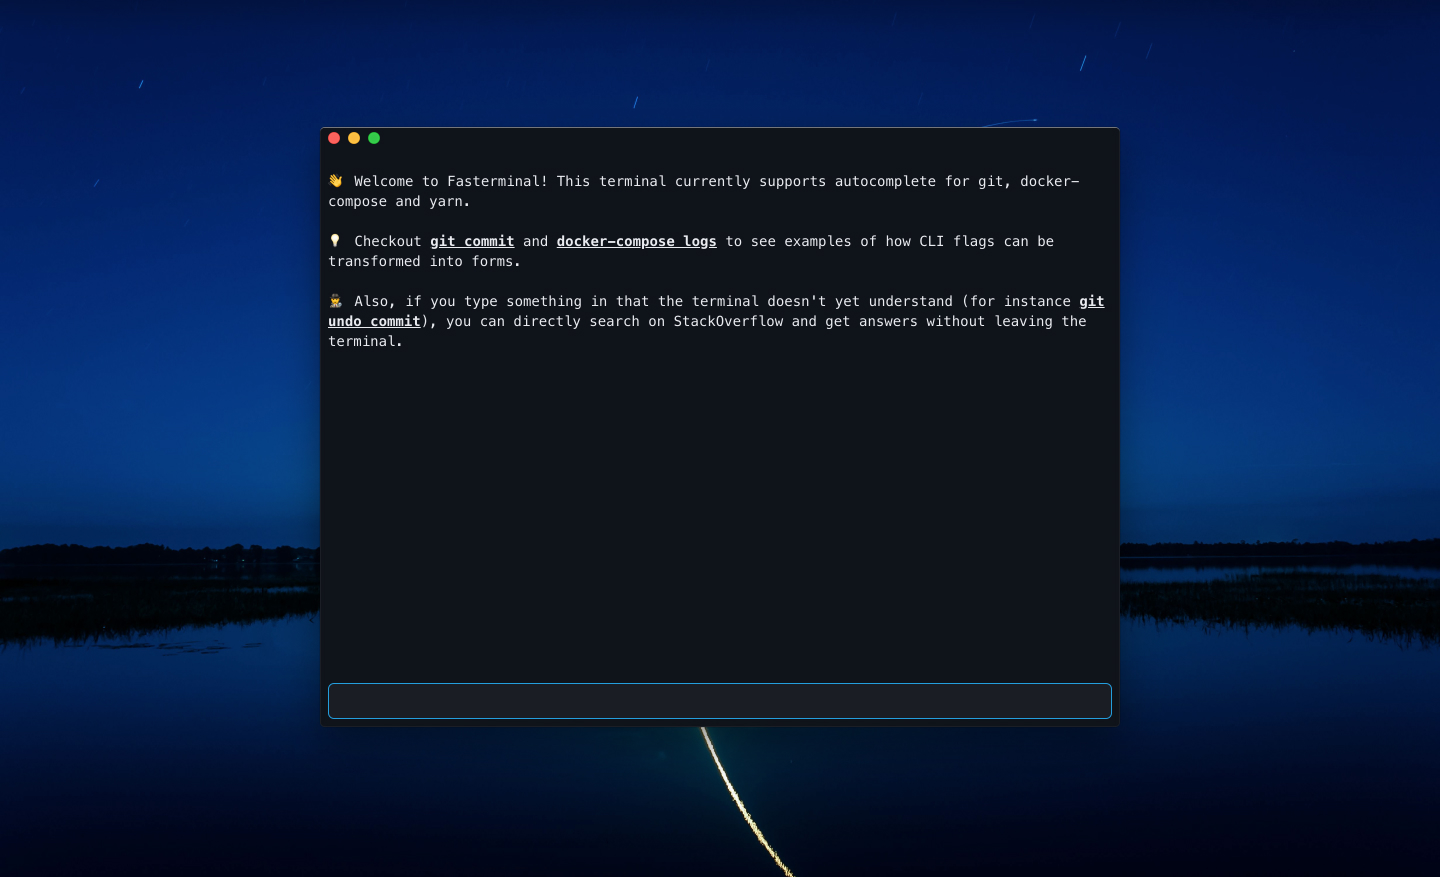 👋 Welcome to Fasterminal! This terminal currently supports autocomplete for git, docker-
compose and yarn.
💡 Checkout git commit and docker-compose logs to see examples of how CLI flags can be
transformed into forms.
🕵️ Also, if you type something in that the terminal doesn't yet understand (for instance git
undo commit), you can directly search on StackOverflow and get answers without leaving the
terminal.